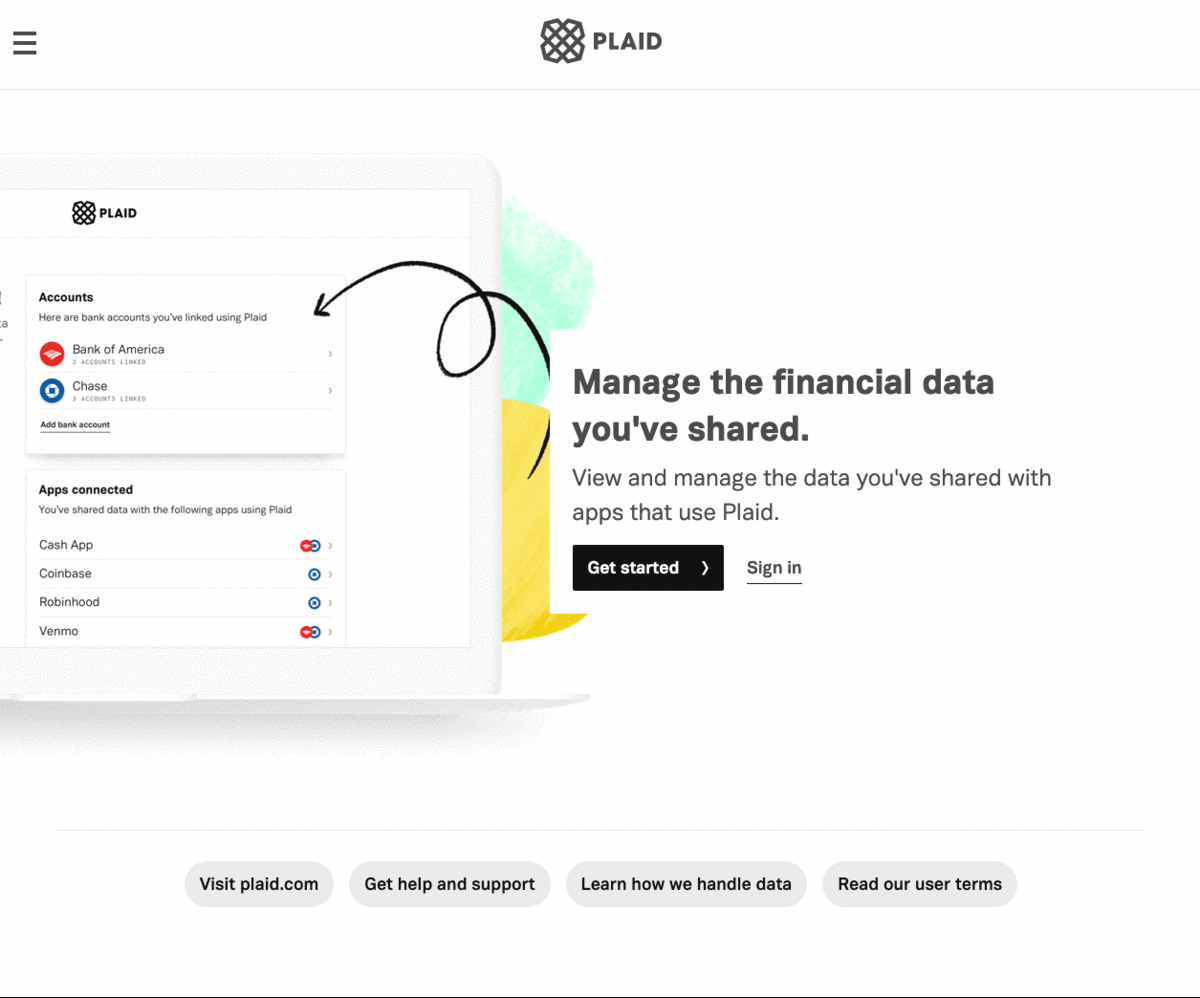 PLAID
PLAID
Accounts
Here are bank accounts you've linked using Plaid
Bank of America
2 ACCOUNTS LINKED
Chase
3 ACCOUNTS LINKED
Add bank account
Apps connected
You've shared data with the following apps using Plaid
Cash App
Coinbase
Robinhood
Venmo
Manage the financial data
you've shared.
View and manage the data you've shared with
apps that use Plaid.
Get started
Sign in
Visit plaid.com
Get help and support
Learn how we handle data
Read our user terms